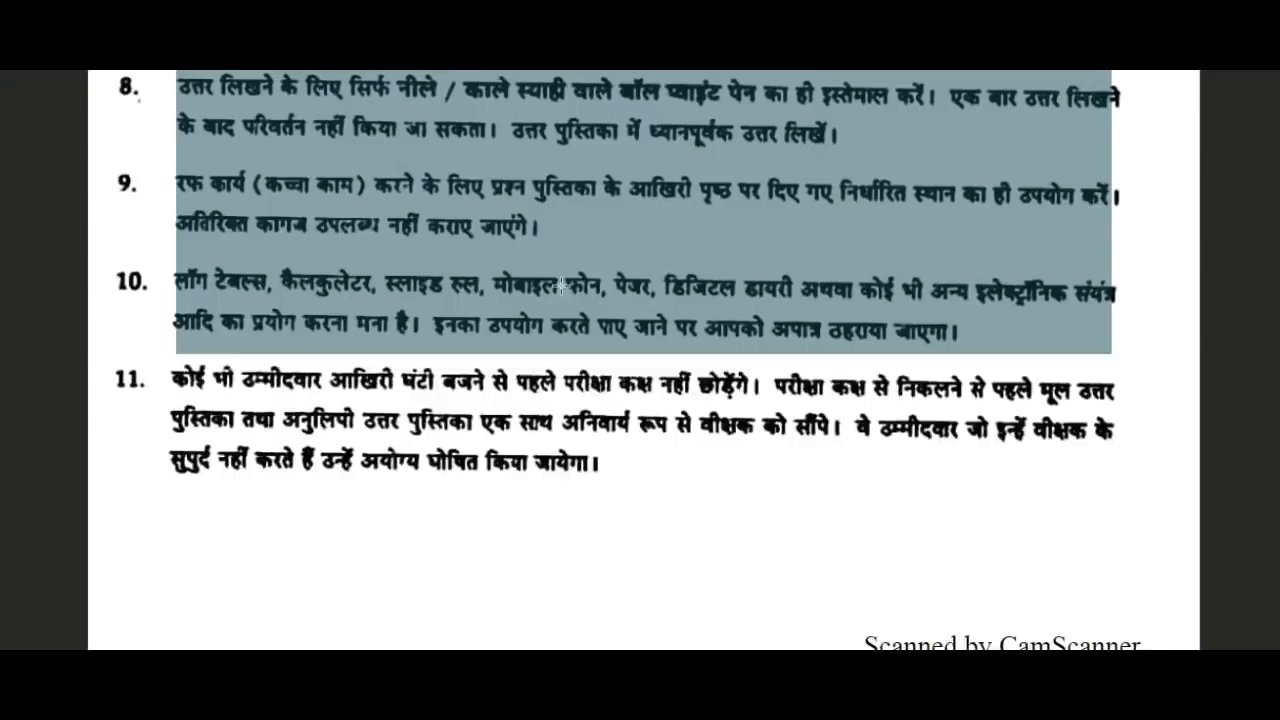 8. उत्तर लिखने के लिए सिर्फ नीले / काले स्याही वाले बॉल प्वाइंट पेन का ही इस्तेमाल करें। एक बार उत्तर लिखने
के बाद परिवर्तन नहीं किया जा सकता। उत्तर पुस्तिका में ध्यानपूर्वक उत्तर लिखें।
9. रफ कार्य (कच्चा काम) करने के लिए प्रश्न पुस्तिका के आखिरी पृष्ठ पर दिए गए निर्धारित स्थान का ही उपयोग करें।
अतिरिक्त कागज उपलब्ध नहीं कराए जाएंगे।
10. लॉग टेबल्स, कैलकुलेटर, स्लाइड रुल, मोबाइल फोन, पेजर, डिजिटल डायरी अथवा कोई भी अन्य इलेक्ट्रॉनिक संयंत्र
आदि का प्रयोग करना मना है। इनका उपयोग करते पाए जाने पर आपको अपात्र ठहराया जाएगा।
11. कोई भी उम्मीदवार आखिरी घंटी बजने से पहले परीक्षा कक्ष नहीं छोड़ेंगे। परीक्षा कक्ष से निकलने से पहले मूल उत्तर
पुस्तिका तथा अनुलिपी उत्तर पुस्तिका एक साथ अनिवार्य रूप से वीक्षक को सौंपे। वे उम्मीदवार जो इन्हें वीक्षक के
सुपुर्द नहीं करते हैं उन्हें अयोग्य घोषित किया जायेगा।
Scanned by CamScanner